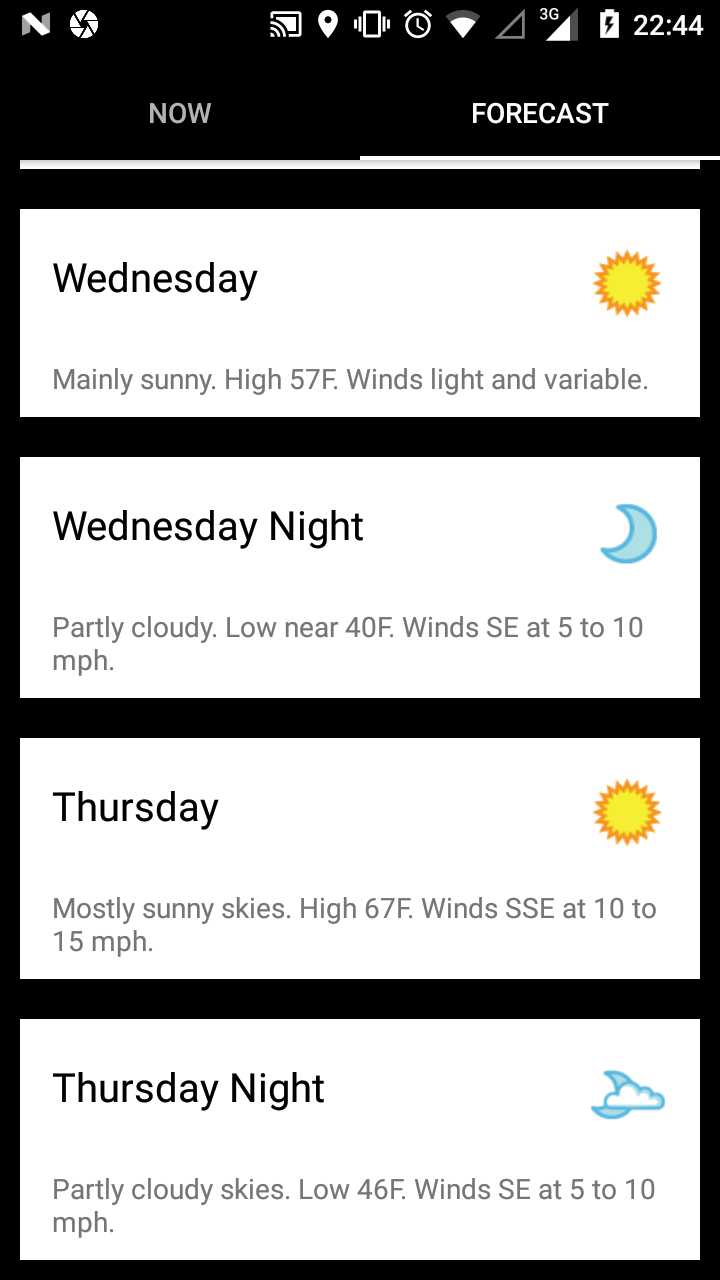 3G 22:44
NOW FORECAST
Wednesday
Mainly sunny. High 57F. Winds light and variable.
Wednesday Night
Partly cloudy. Low near 40F. Winds SE at 5 to 10
mph.
Thursday
Mostly sunny skies. High 67F. Winds SSE at 10 to
15 mph.
Thursday Night
Partly cloudy skies. Low 46F. Winds SE at 5 to 10
mph.